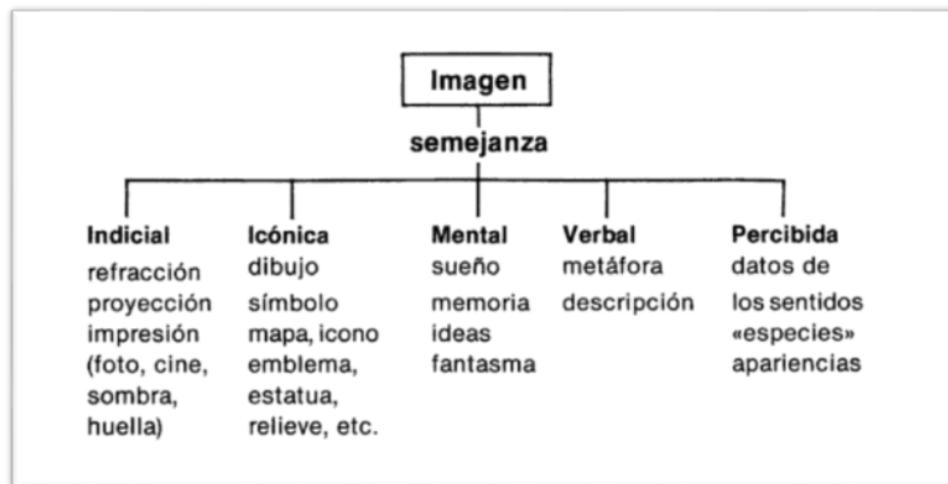 Imagen
semejanza
Indicial
refracción
proyección
impresión
(foto, cine,
sombra,
huella)
Icónica
dibujo
símbolo
mapa, icono
emblema,
estatua,
relieve, etc.
Mental
sueño
memoria
ideas
fantasma
Verbal
metáfora
descripción
Percibida
datos de
los sentidos
«especies»
apariencias